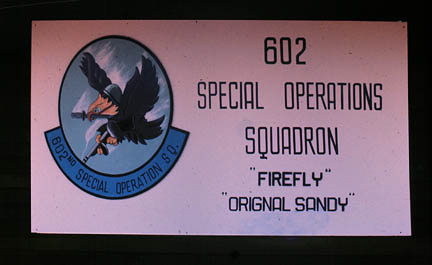 602
SPECIAL OPERATIONS
SQUADRON
"FIREFLY"
"ORIGNAL SANDY"
602ND SPECIAL OPERATION SQ.